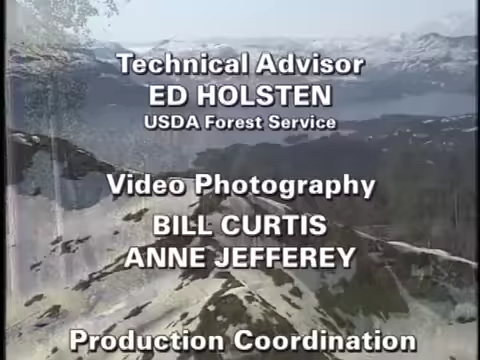 Technical Advisor
ED HOLSTEN
USDA Forest Service
Video Photography
BILL CURTIS
ANNE JEFFEREY
Production Coordination